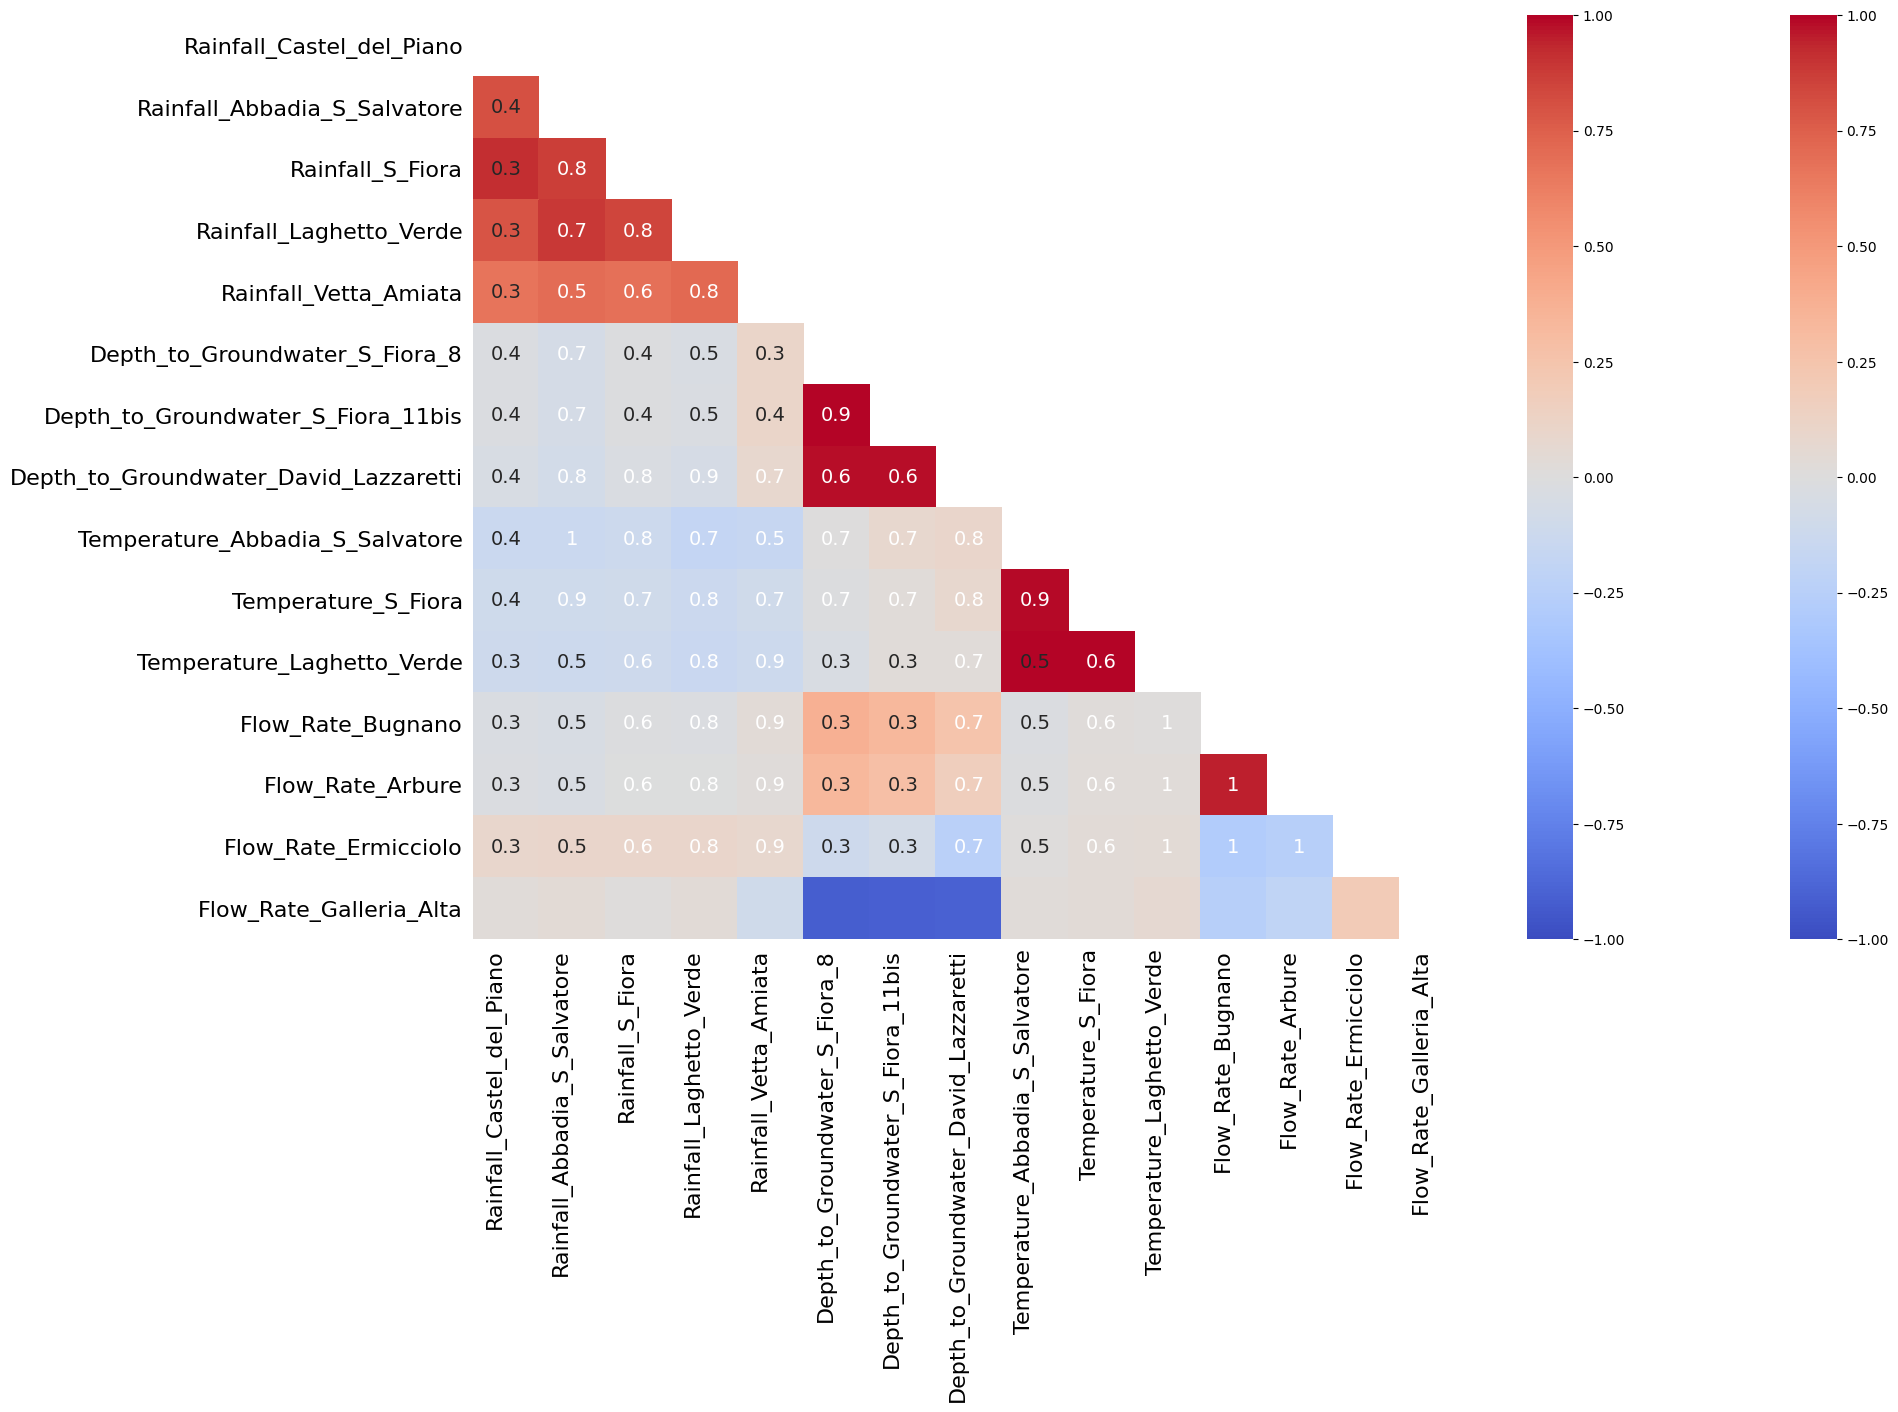 Rainfall_Castel_del_Piano
Rainfall_Abbadia_S_Salvatore 0.4
Rainfall_S_Fiora 0.3 0.8
Rainfall_Laghetto_Verde 0.3 0.7 0.8
Rainfall_Vetta_Amiata 0.3 0.5 0.6 0.8
Depth_to_Groundwater_S_Fiora_8 0.4 0.7 0.4 0.5 0.3
Depth_to_Groundwater_S_Fiora_11bis 0.4 0.7 0.4 0.5 0.4 0.9
Depth_to_Groundwater_David_Lazzaretti 0.4 0.8 0.8 0.9 0.7 0.6 0.6
Temperature_Abbadia_S_Salvatore 0.4 1 0.8 0.7 0.5 0.7 0.7 0.8
Temperature_S_Fiora 0.4 0.9 0.7 0.8 0.7 0.7 0.7 0.8 0.9
Temperature_Laghetto_Verde 0.3 0.5 0.6 0.8 0.9 0.3 0.3 0.7 0.5 0.6
Flow_Rate_Bugnano 0.3 0.5 0.6 0.8 0.9 0.3 0.3 0.7 0.5 0.6 1
Flow_Rate_Arbure 0.3 0.5 0.6 0.8 0.9 0.3 0.3 0.7 0.5 0.6 1 1
Flow_Rate_Ermicciolo 0.3 0.5 0.6 0.8 0.9 0.3 0.3 0.7 0.5 0.6 1 1 1
Flow_Rate_Galleria_Alta
Rainfall_Castel_del_Piano
Rainfall_Abbadia_S_Salvatore
Rainfall_S_Fiora
Rainfall_Laghetto_Verde
Rainfall_Vetta_Amiata
Depth_to_Groundwater_S_Fiora_8
Depth_to_Groundwater_S_Fiora_11bis
Depth_to_Groundwater_David_Lazzaretti
Temperature_Abbadia_S_Salvatore
Temperature_S_Fiora
Temperature_Laghetto_Verde
Flow_Rate_Bugnano
Flow_Rate_Arbure
Flow_Rate_Ermicciolo
Flow_Rate_Galleria_Alta
1.00
0.75
0.50
0.25
0.00
−0.25
−0.50
−0.75
−1.00
1.00
0.75
0.50
0.25
0.00
−0.25
−0.50
−0.75
−1.00